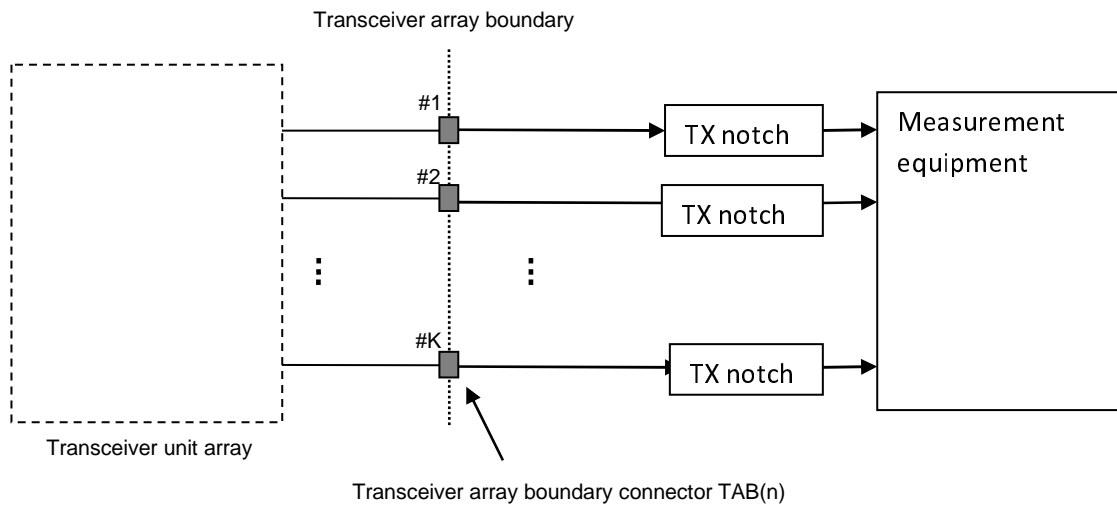 Transceiver array boundary
#1
TX notch
Measurement
equipment
#2
TX notch
#K
TX notch
Transceiver unit array
Transceiver array boundary connector TAB(n)